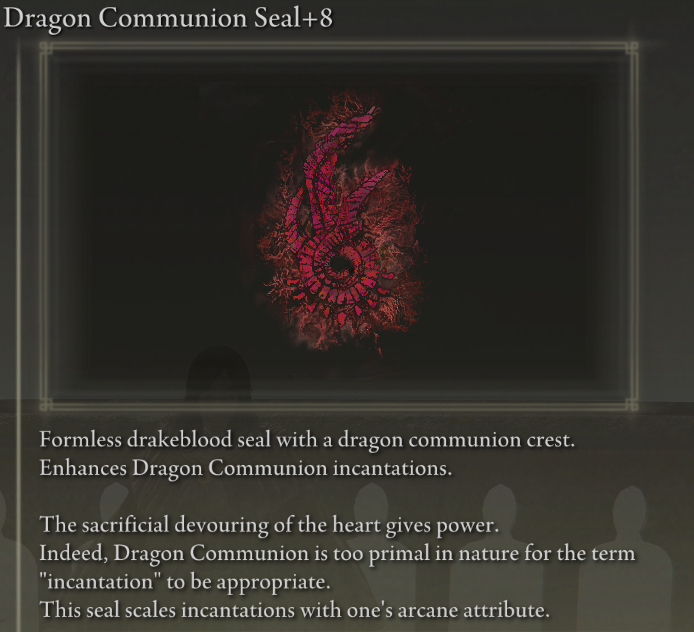 Dragon Communion Seal+8
Formless drakeblood seal with a dragon communion crest.
Enhances Dragon Communion incantations.
The sacrificial devouring of the heart gives power.
Indeed, Dragon Communion is too primal in nature for the term
"incantation" to be appropriate.
This seal scales incantations with one's arcane attribute.